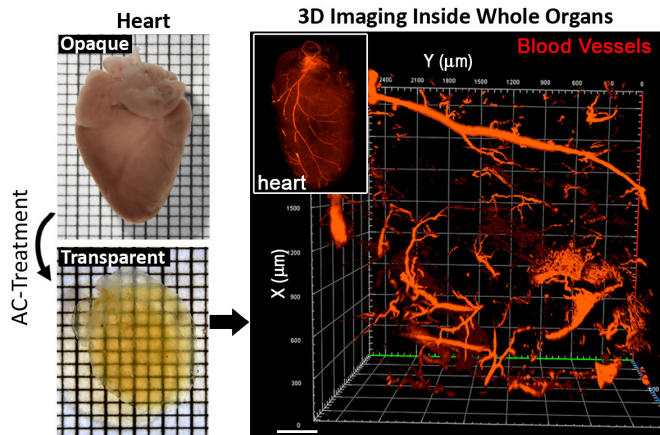 Heart
3D Imaging Inside Whole Organs
Opaque
Blood Vessels
Y (μm)
2400 2100 1800 1500 1200 900 600 0
heart
AC-Treatment
Transparent
X (μm)
1500
1200
900
600
300
0